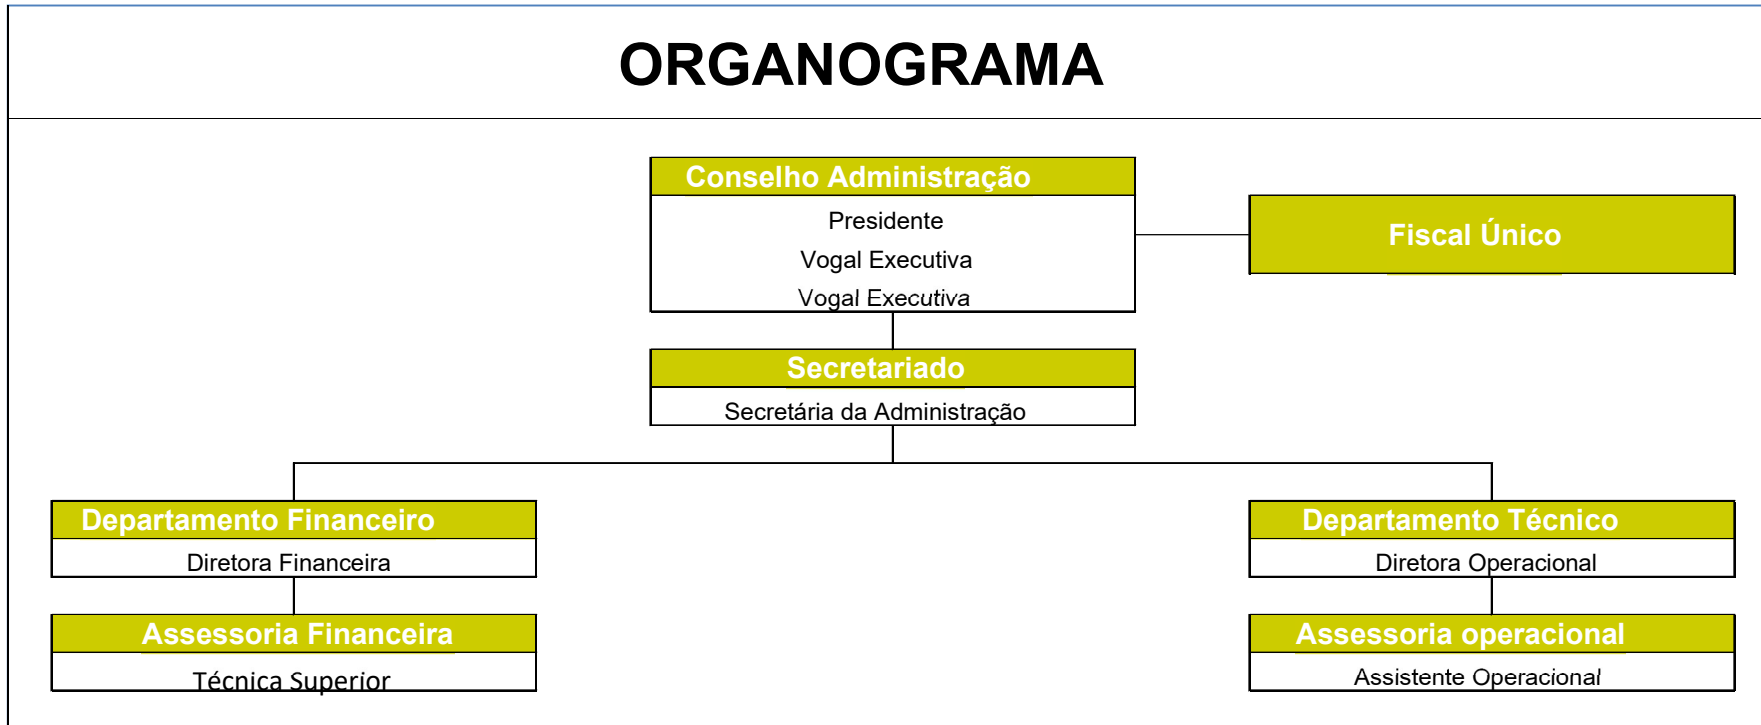 ORGANOGRAMA
Conselho Administração
Presidente
Vogal Executiva
Vogal Executiva
Fiscal Único
Secretariado
Secretária da Administração
Departamento Financeiro
Diretora Financeira
Departamento Técnico
Diretora Operacional
Assessoria Financeira
Técnica Superior
Assessoria operacional
Assistente Operacional